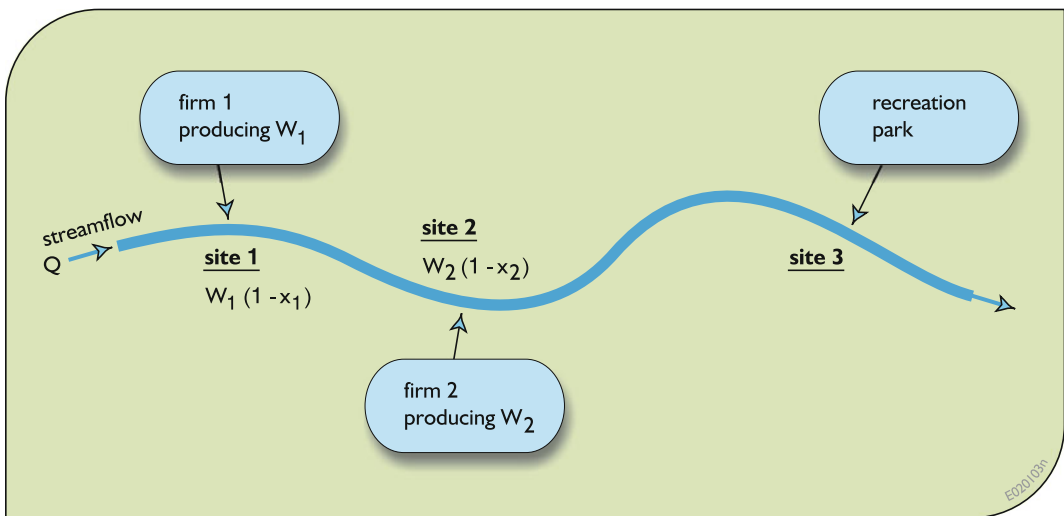 firm 1
producing W₁
recreation
park
streamflow
Q
site 1
W₁ (1 - x₁)
site 2
W₂ (1 - x₂)
site 3
firm 2
producing W₂
E020103n